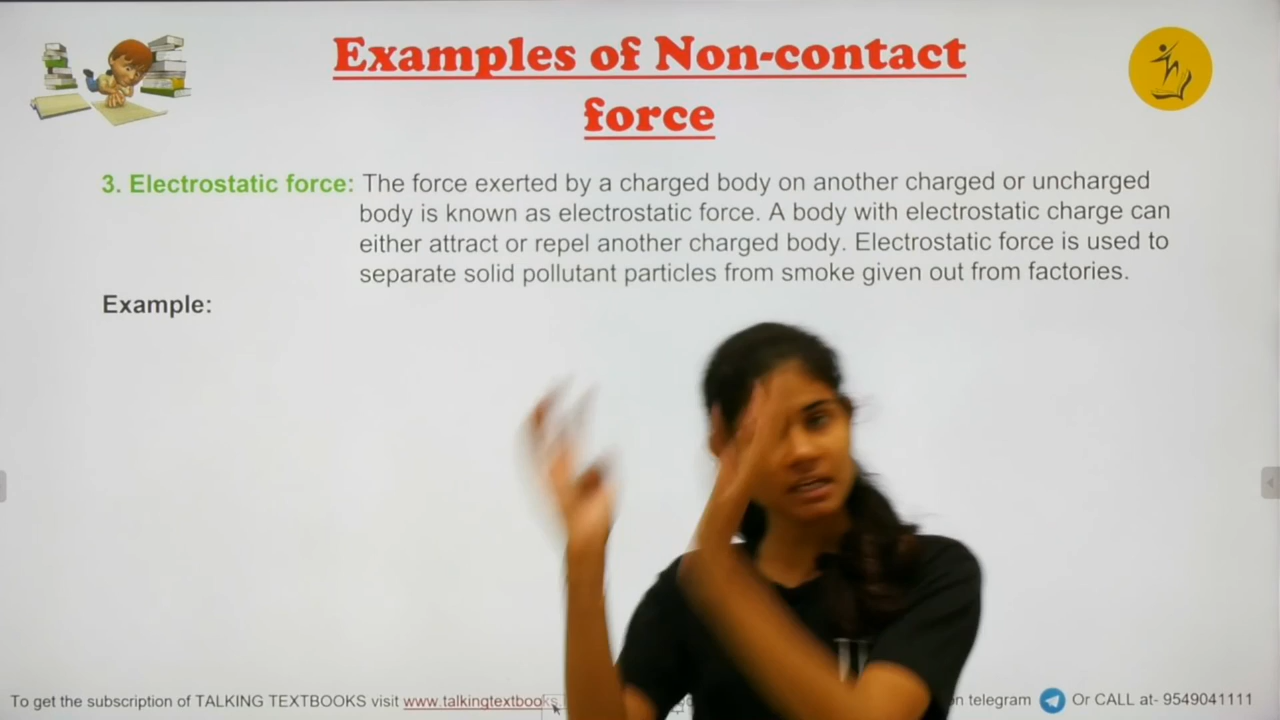 Examples of Non-contact
force
3. Electrostatic force: The force exerted by a charged body on another charged or uncharged
body is known as electrostatic force. A body with electrostatic charge can
either attract or repel another charged body. Electrostatic force is used to
separate solid pollutant particles from smoke given out from factories.
Example:
To get the subscription of TALKING TEXTBOOKS visit www.talkingtextbooks. telegram Or CALL at- 9549041111